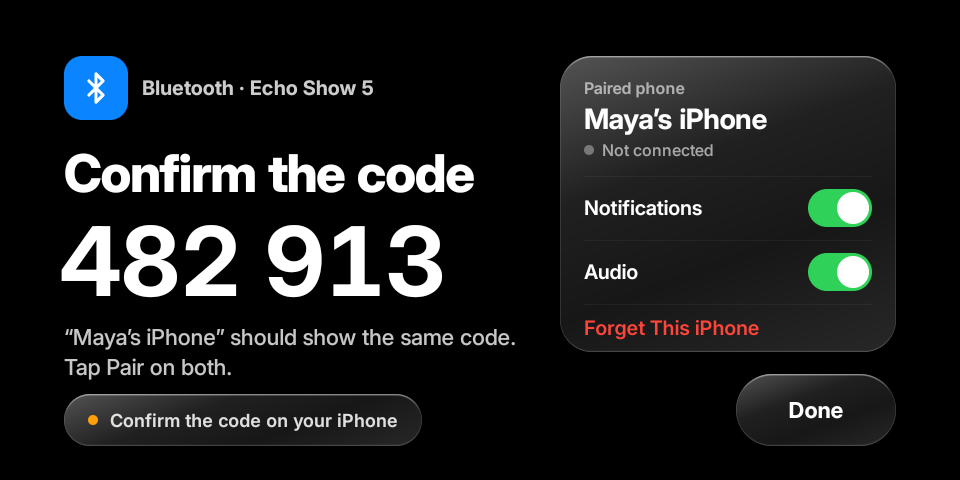 Bluetooth · Echo Show 5
Confirm the code
482 913
“Maya’s iPhone” should show the same code.
Tap Pair on both.
Confirm the code on your iPhone
Paired phone
Maya’s iPhone
Not connected
Notifications
Audio
Forget This iPhone
Done